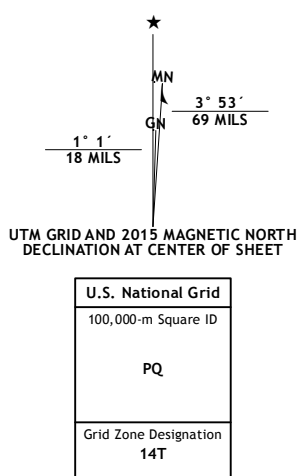 ★
MN
3° 53´
69 MILS
GN
1° 1´
18 MILS
UTM GRID AND 2015 MAGNETIC NORTH
DECLINATION AT CENTER OF SHEET
U.S. National Grid
100,000-m Square ID
PQ
Grid Zone Designation
14T